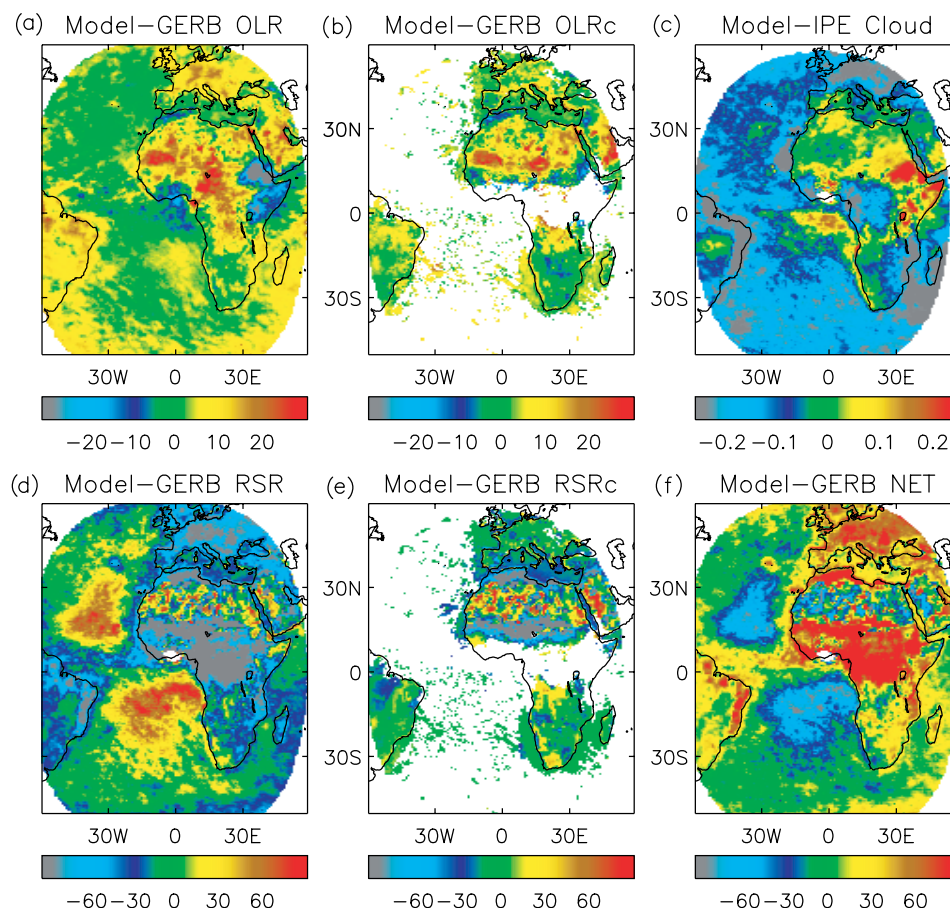 (a) Model−GERB OLR
(b) Model−GERB OLRc
(c) Model−IPE Cloud
30N
0
30S
30N
0
30S
30W 0 30E
30W 0 30E
30W 0 30E
−20 −10 0 10 20
−20 −10 0 10 20
−0.2 −0.1 0 0.1 0.2
(d) Model−GERB RSR
(e) Model−GERB RSRc
(f) Model−GERB NET
30N
0
30S
30N
0
30S
30W 0 30E
30W 0 30E
30W 0 30E
−60 −30 0 30 60
−60 −30 0 30 60
−60 −30 0 30 60